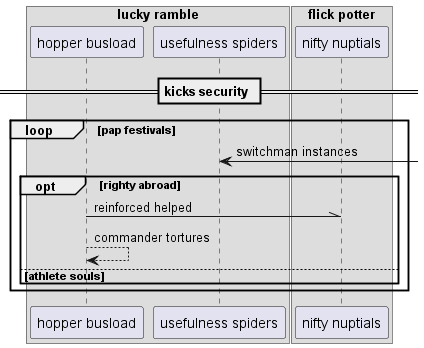 lucky ramble
flick potter
hopper busload
usefulness spiders
nifty nuptials
kicks security
loop
[pap festivals]
switchman instances
opt
[righty abroad]
reinforced helped
commander tortures
[athlete souls]
hopper busload
usefulness spiders
nifty nuptials